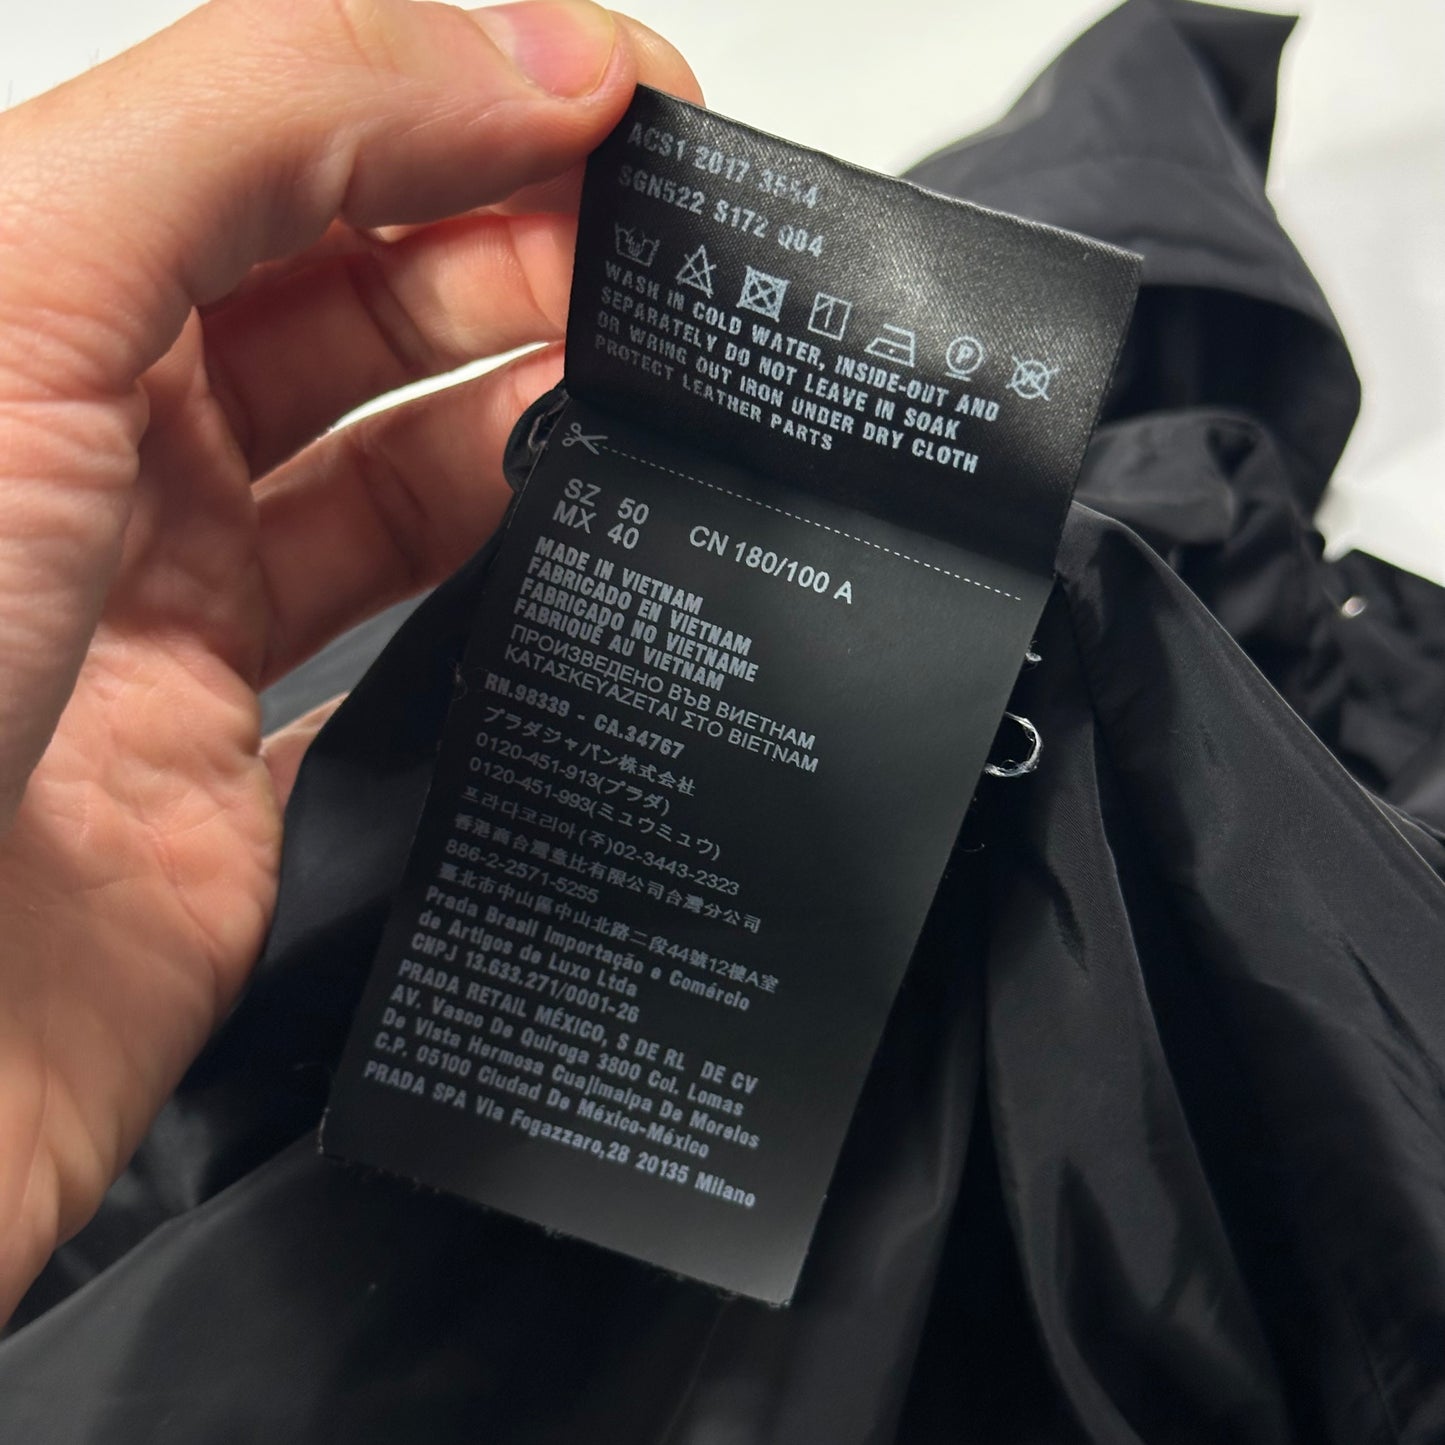 ACS1 2017 3554
SGN522 S172 Q04
P
WASH IN COLD WATER, INSIDE-OUT AND
SEPARATELY DO NOT LEAVE IN SOAK
OR WRING OUT IRON UNDER DRY CLOTH
PROTECT LEATHER PARTS
SZ 50
MX 40
CN 180/100 A
MADE IN VIETNAM
FABRICADO EN VIETNAM
FABRICADO NO VIETNAME
FABRIQUÉ AU VIETNAM
ПРОИЗВЕДЕНО ВЪВ ВИЕТНАМ
ΚΑΤΑΣΚΕΥΑΖΕΤΑΙ ΣΤΟ ΒΙΕΤΝΑΜ
RN.98339 - CA.34767
プラダジャパン株式会社
0120-451-913(プラダ)
0120-451-993(ミュウミュウ)
프라다코리아(주)02-3443-2323
香港商台灣壹比有限公司台灣分公司
886-2-2571-5255
臺北市中山區中山北路二段44號12樓A室
Prada Brasil Importação e Comércio
de Artigos de Luxo Ltda
CNPJ 13.633.271/0001-26
PRADA RETAIL MÉXICO, S DE RL DE CV
AV. Vasco De Quiroga 3800 Col. Lomas
De Vista Hermosa Cuajimalpa De Morelos
C.P. 05100 Ciudad De México-México
PRADA SPA Via Fogazzaro,28 20135 Milano